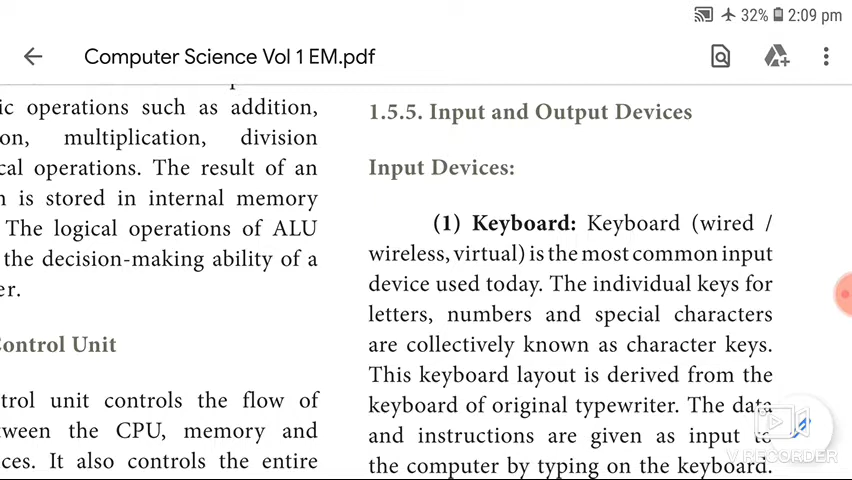 32% 2:09 pm
Computer Science Vol 1 EM.pdf
ic operations such as addition,
on, multiplication, division
cal operations. The result of an
n is stored in internal memory
. The logical operations of ALU
the decision-making ability of a
er.
ontrol Unit
trol unit controls the flow of
tween the CPU, memory and
ces. It also controls the entire
1.5.5. Input and Output Devices
Input Devices:
(1) Keyboard: Keyboard (wired /
wireless, virtual) is the most common input
device used today. The individual keys for
letters, numbers and special characters
are collectively known as character keys.
This keyboard layout is derived from the
keyboard of original typewriter. The data
and instructions are given as input to
the computer by typing on the keyboard.
V RECORDER